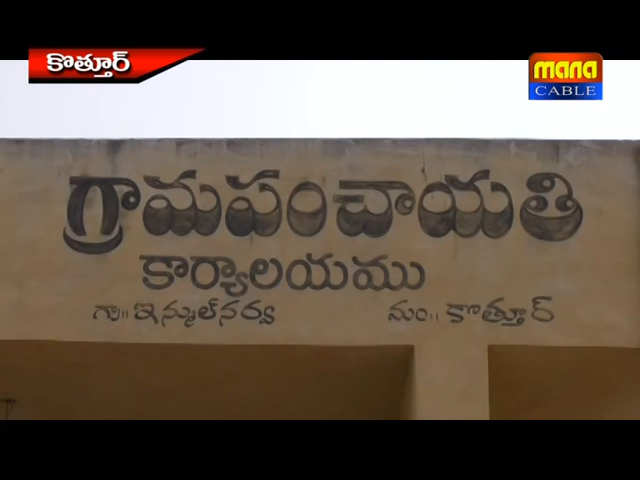 కొత్తూర్
mana
CABLE
గ్రామపంచాయతి
కార్యాలయము
గ్రా॥ ఇన్ముల్‌నర్వ మం॥ కొత్తూర్